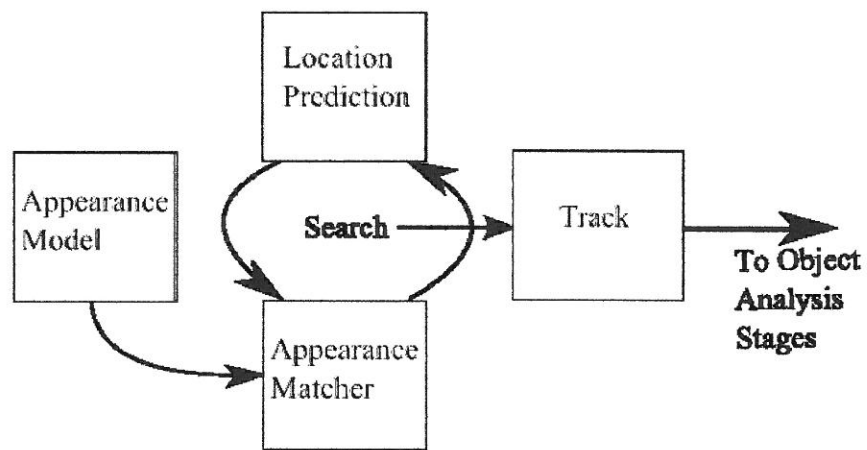 Location
Prediction
Appearance
Model
Search
Track
To Object
Analysis
Stages
Appearance
Matcher